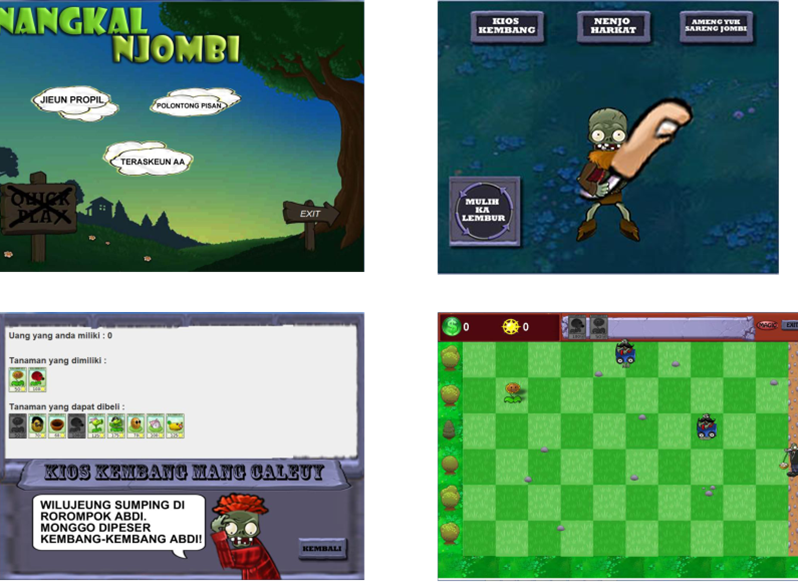 NANGKAL
NJOMBI
JIEUN PROPIL
POLONTONG PISAN
TERASKEUN AA
QUICK
PLAY
EXIT
KIOS
KEMBANG
NENJO
HARKAT
AMENG YUK
SARENG JOMBI
MULIH
KA
LEMBUR
Uang yang anda miliki : 0
Tanaman yang dimiliki :
Tanaman yang dapat dibeli :
KIOS KEMBANG MANG CALEUY
WILUJEUNG SUMPING DI
ROROMPOK ABDI.
MONGGO DIPESER
KEMBANG-KEMBANG ABDI!
KEMBALI
$ 0
0
MAGIC
EXIT